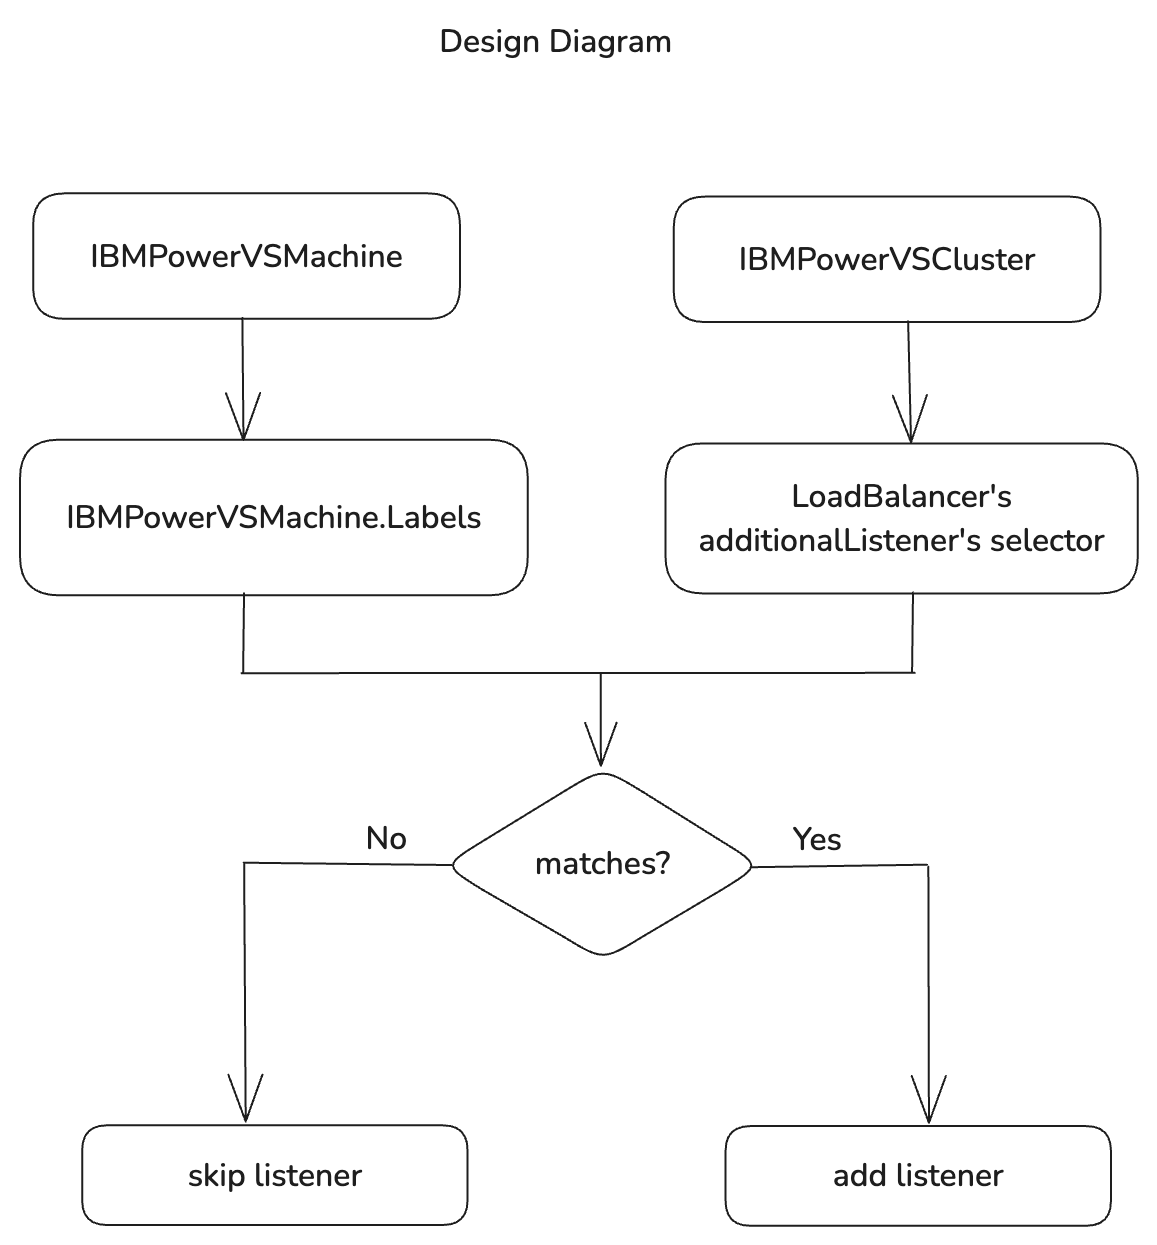 Design Diagram
IBMPowerVSMachine
IBMPowerVSCluster
IBMPowerVSMachine.Labels
LoadBalancer's
additionalListener's selector
No
matches?
Yes
skip listener
add listener